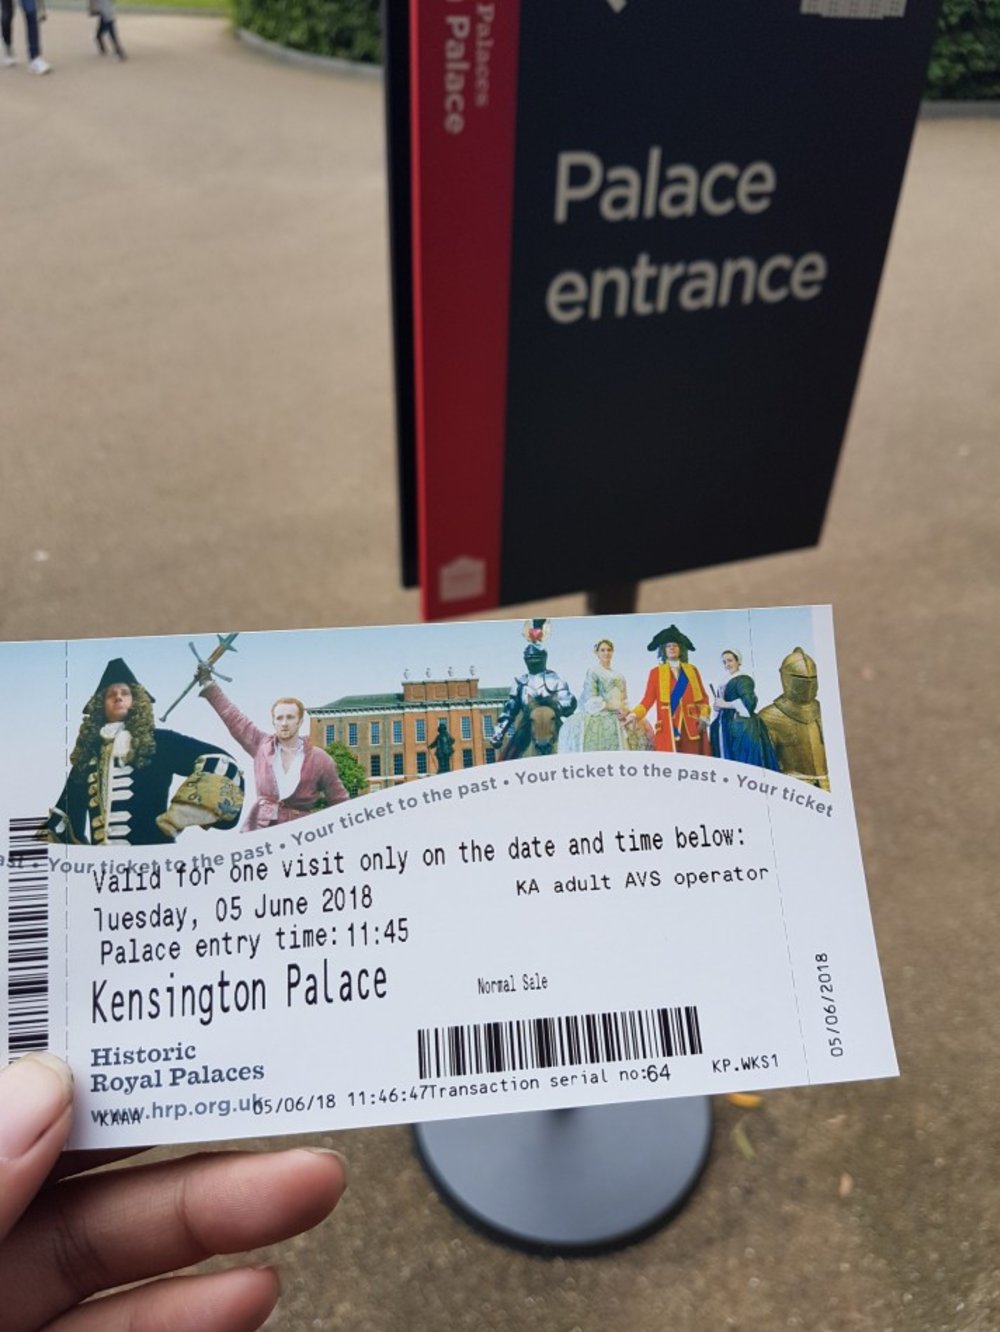 Palaces
Palace
Palace
entrance
Your ticket to the past • Your ticket to the past • Your ticket to the past • Your ticket
Valid for one visit only on the date and time below:
Tuesday, 05 June 2018
KA adult AVS operator
Palace entry time: 11:45
Kensington Palace
Normal Sale
Historic
Royal Palaces
www.hrp.org.uk
KAAA
05/06/18 11:46:47 Transaction serial no:64
KP.WKS1
05/06/2018